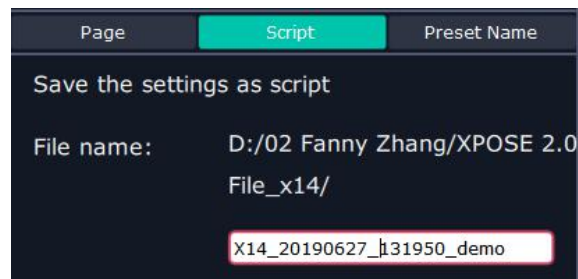 Page Script Preset Name
Save the settings as script
File name: D:/02 Fanny Zhang/XPOSE 2.0
File_x14/
X14_20190627_131950_demo